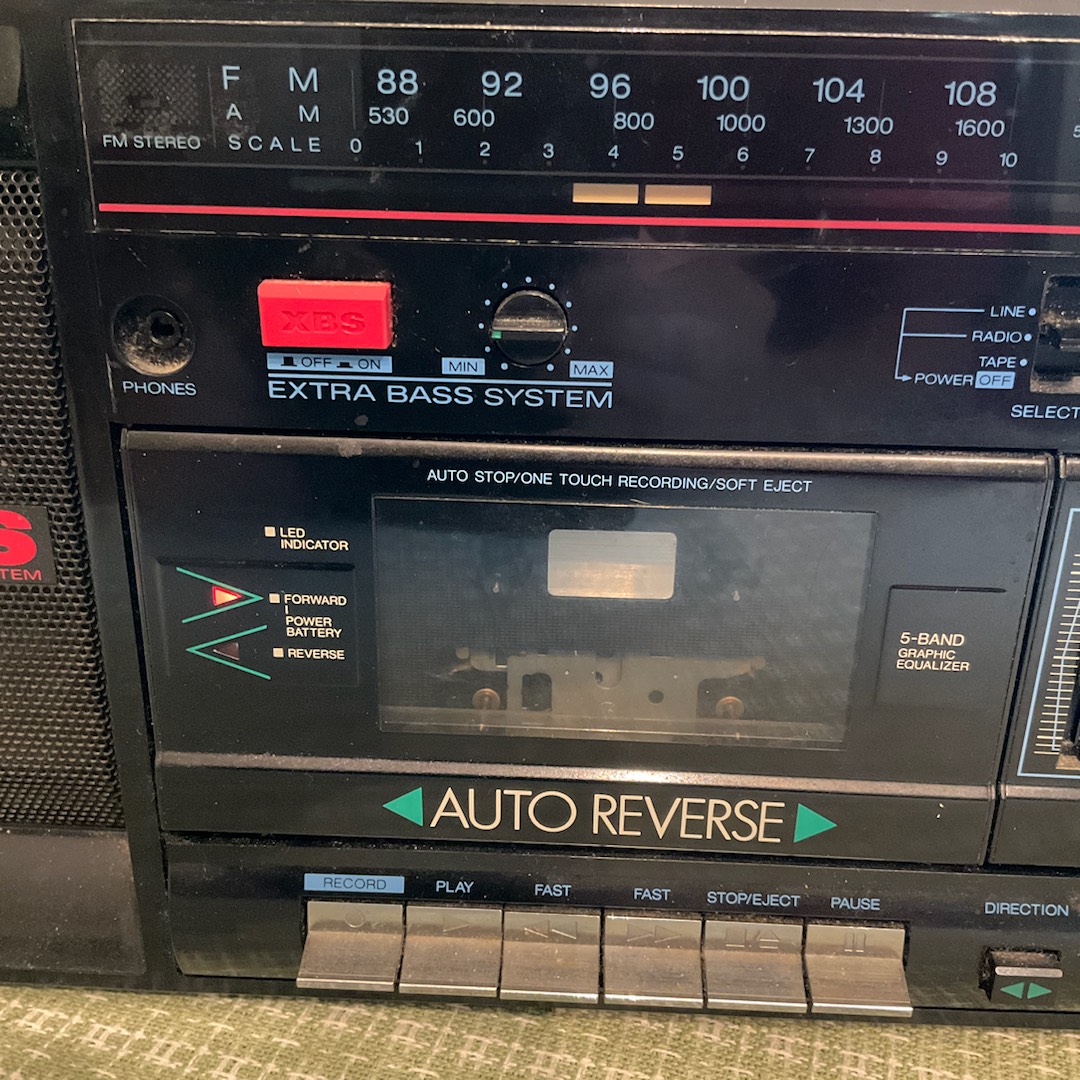 FM 88 92 96 100 104 108
AM 530 600 800 1000 1300 1600
FM STEREO SCALE 0 1 2 3 4 5 6 7 8 9 10
XBS
OFF ON
MIN MAX
EXTRA BASS SYSTEM
PHONES
LINE
RADIO
TAPE
POWER OFF
SELECT
AUTO STOP/ONE TOUCH RECORDING/SOFT EJECT
LED
INDICATOR
FORWARD
POWER
BATTERY
REVERSE
5-BAND
GRAPHIC
EQUALIZER
S
TEM
AUTO REVERSE
RECORD PLAY FAST FAST STOP/EJECT PAUSE
DIRECTION